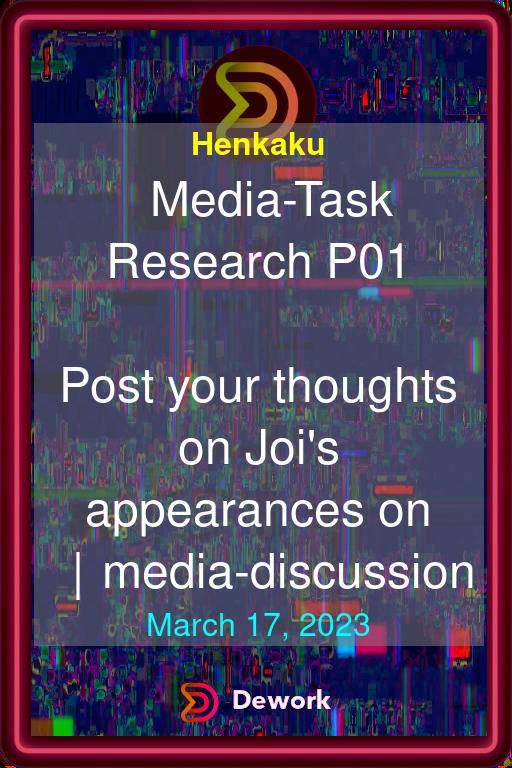 Henkaku
Media-Task
Research P01
Post your thoughts
on Joi's
appearances on
| media-discussion
March 17, 2023
Dework